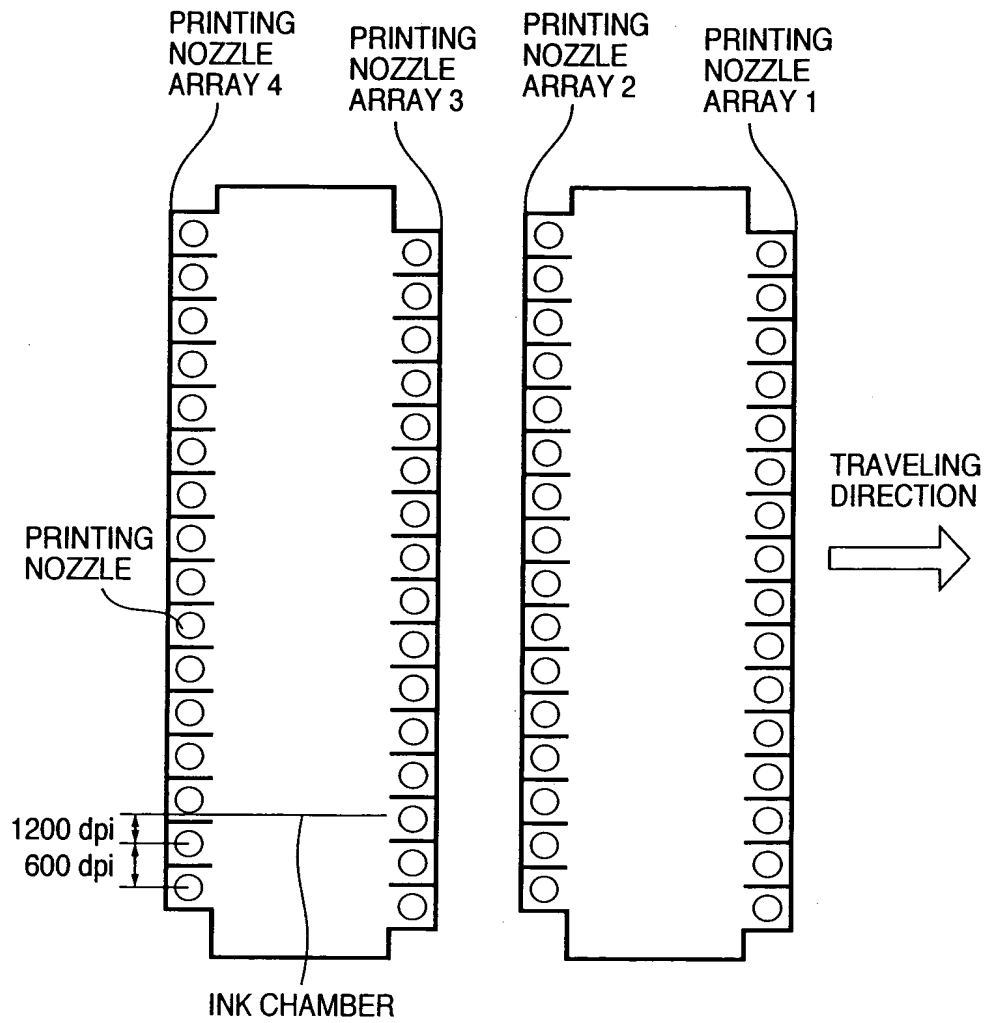 PRINTING
NOZZLE
ARRAY 4
PRINTING
NOZZLE
ARRAY 3
PRINTING
NOZZLE
ARRAY 2
PRINTING
NOZZLE
ARRAY 1
TRAVELING
DIRECTION
PRINTING
NOZZLE
1200 dpi
600 dpi
INK CHAMBER